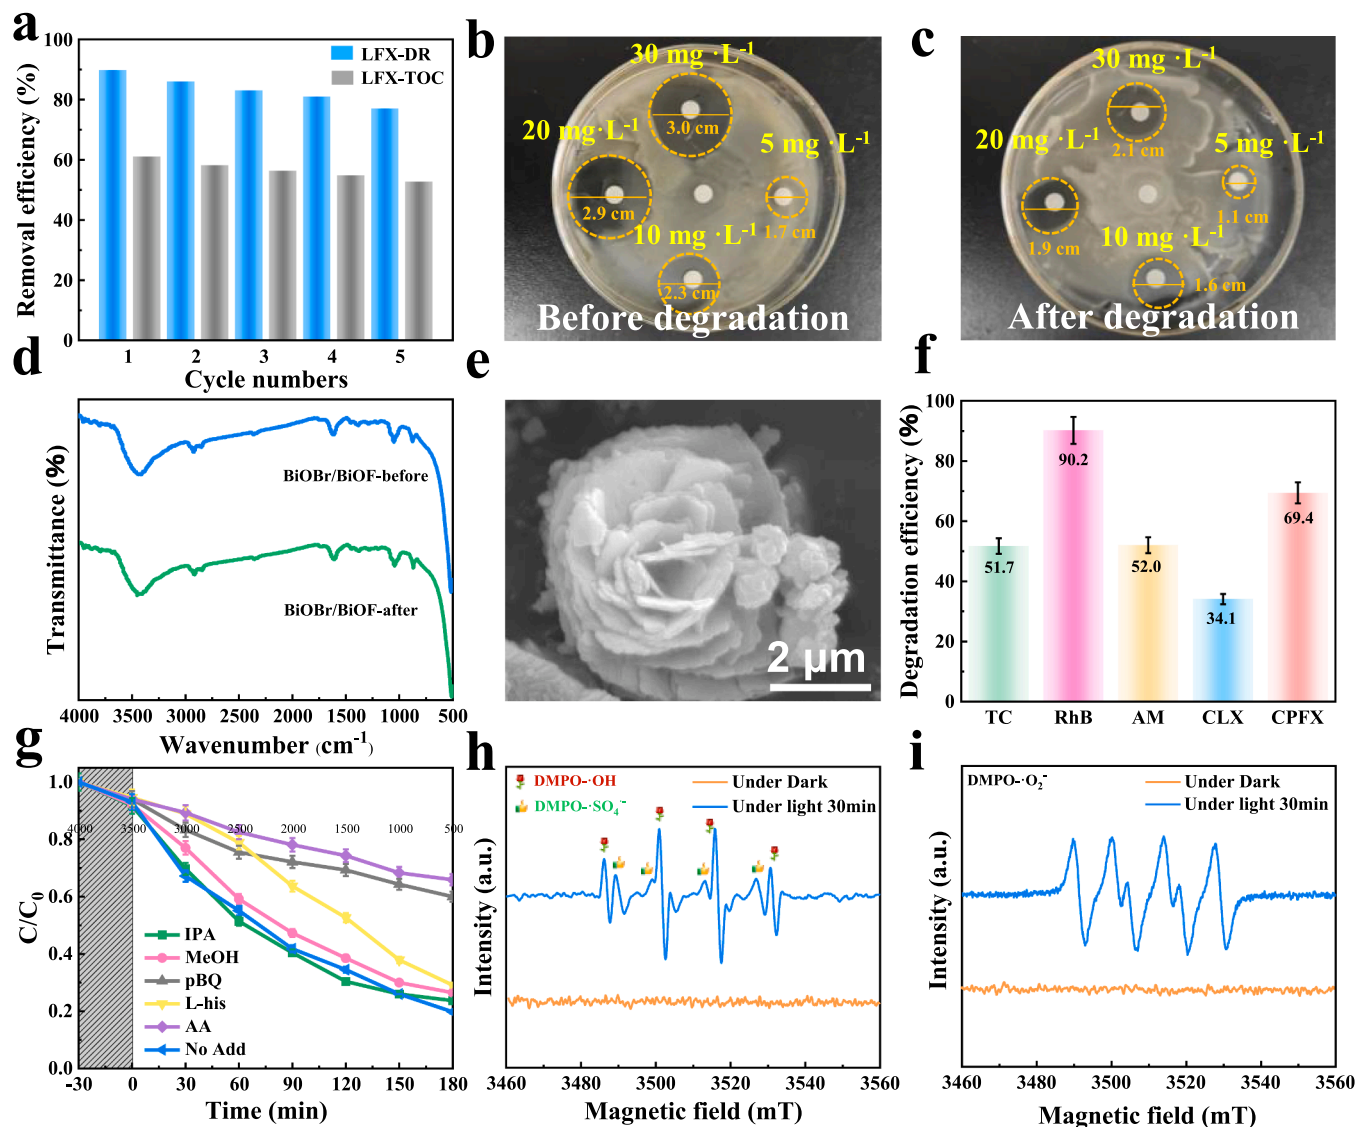 a
LFX-DR
LFX-TOC
Removal efficiency (%)
100
80
60
40
20
0
1 2 3 4 5
Cycle numbers
b
30 mg ·L-1
3.0 cm
20 mg·L-1
2.9 cm
5 mg ·L-1
1.7 cm
10 mg ·L-1
2.3 cm
Before degradation
c
30 mg ·L-1
2.1 cm
20 mg ·L-1
1.9 cm
5 mg ·L-1
1.1 cm
10 mg ·L-1
1.6 cm
After degradation
d
Transmittance (%)
BiOBr/BiOF-before
BiOBr/BiOF-after
4000 3500 3000 2500 2000 1500 1000 500
Wavenumber (cm-1)
e
2 μm
f
Degradation efficiency (%)
100
80
60
40
20
0
51.7
90.2
52.0
34.1
69.4
TC RhB AM CLX CPFX
g
C/C0
1.0
0.8
0.6
0.4
0.2
0.0
4000 3500 3000 2500 2000 1500 1000 500
IPA
MeOH
pBQ
L-his
AA
No Add
-30 0 30 60 90 120 150 180
Time (min)
h
DMPO-·OH
DMPO-·SO4·-
Under Dark
Under light 30min
Intensity (a.u.)
3460 3480 3500 3520 3540 3560
Magnetic field (mT)
i
DMPO-·O2-
Under Dark
Under light 30min
Intensity (a.u.)
3460 3480 3500 3520 3540 3560
Magnetic field (mT)